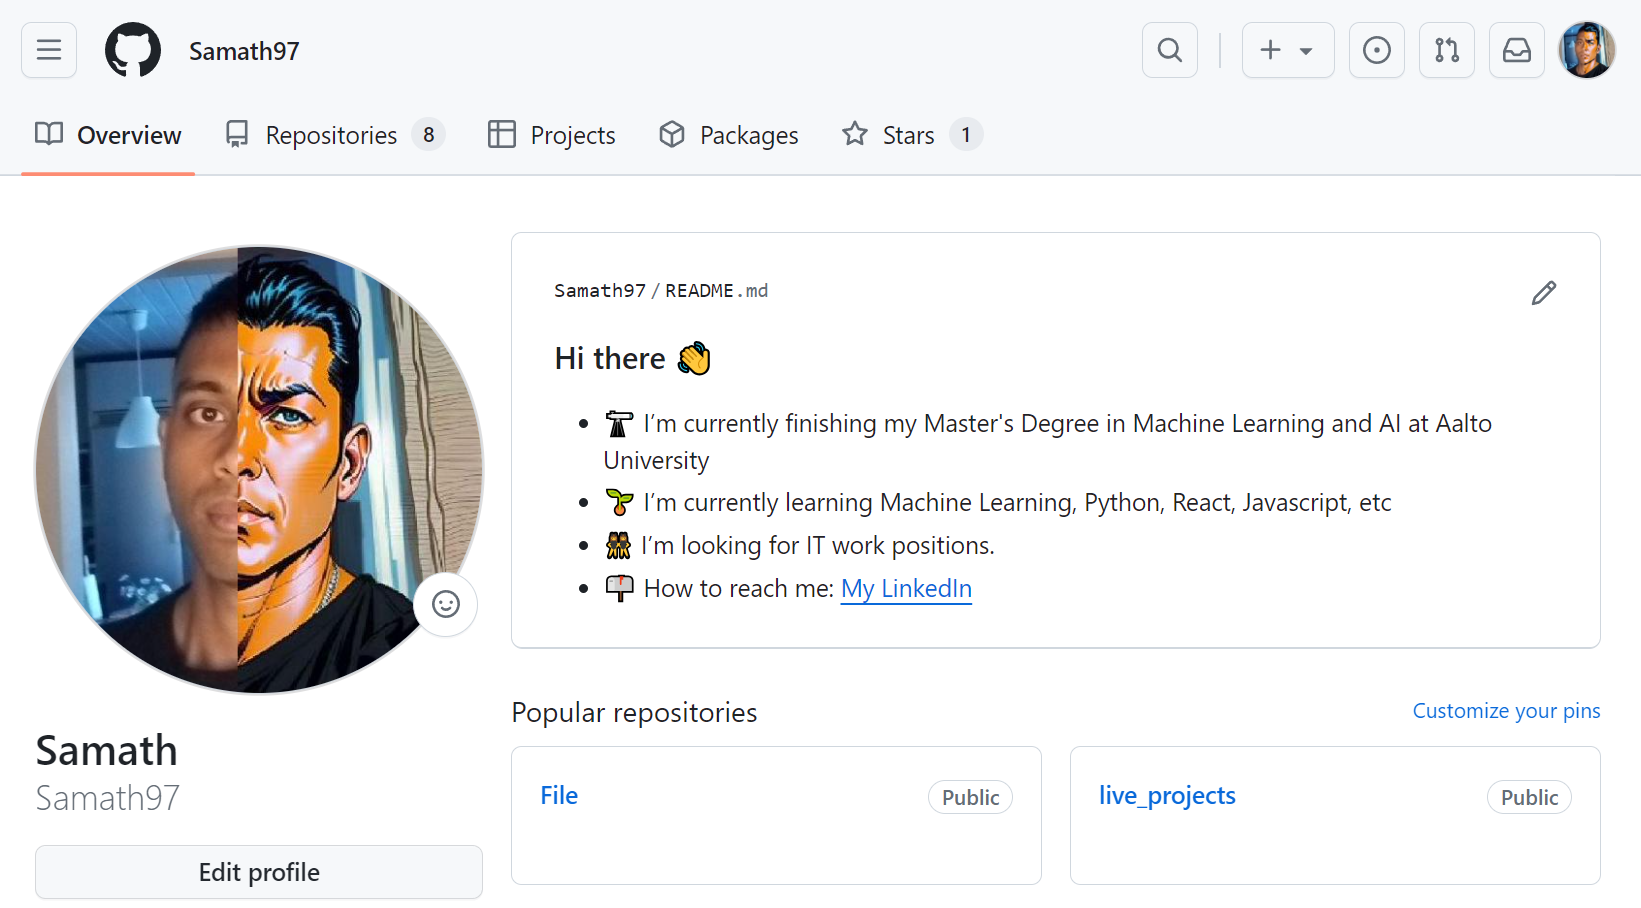 Samath97
Overview
Repositories 8
Projects
Packages
Stars 1
Samath97/README.md
Hi there 👋
• 🔭 I’m currently finishing my Master's Degree in Machine Learning and AI at Aalto
University
• 🌱 I’m currently learning Machine Learning, Python, React, Javascript, etc
• 👯 I’m looking for IT work positions.
• 📫 How to reach me: My LinkedIn
Samath
Samath97
Edit profile
Popular repositories
Customize your pins
File
Public
live_projects
Public